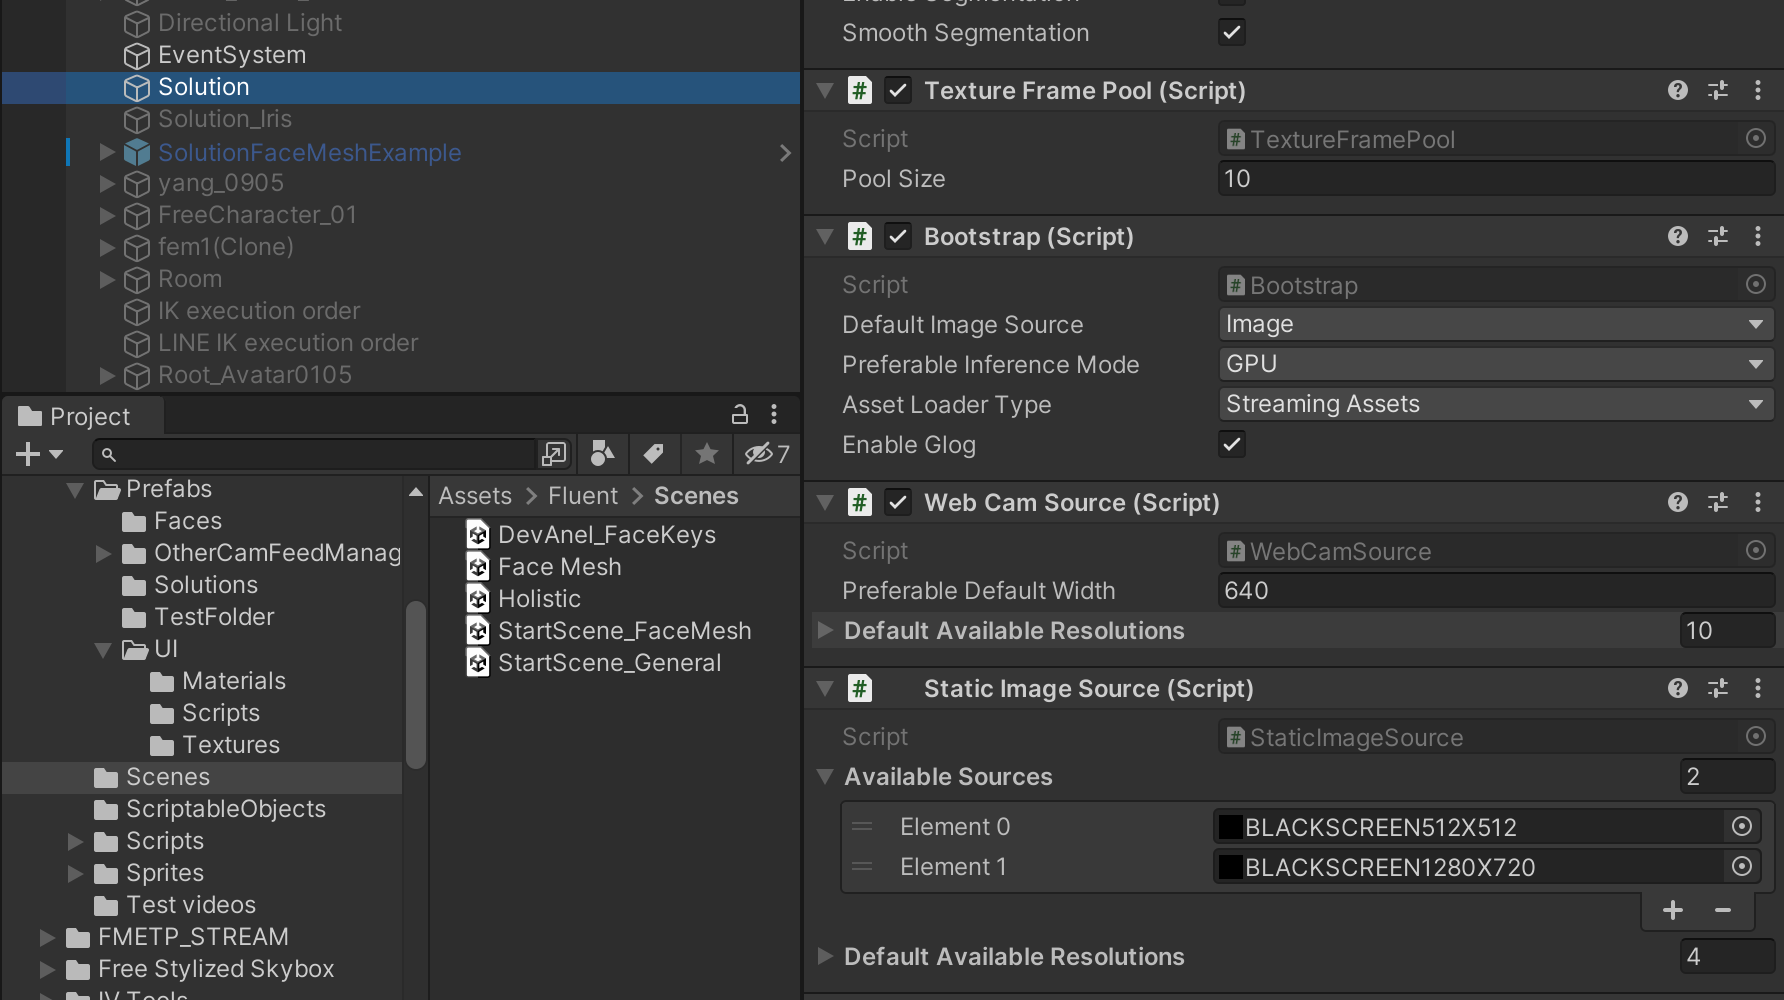 Directional Light
EventSystem
Solution
Solution_Iris
SolutionFaceMeshExample
yang_0905
FreeCharacter_01
fem1(Clone)
Room
IK execution order
LINE IK execution order
Root_Avatar0105
Project
7
Prefabs
Faces
OtherCamFeedManag
Solutions
TestFolder
UI
Materials
Scripts
Textures
Scenes
ScriptableObjects
Scripts
Sprites
Test videos
FMETP_STREAM
Free Stylized Skybox
Assets > Fluent > Scenes
DevAnel_FaceKeys
Face Mesh
Holistic
StartScene_FaceMesh
StartScene_General
Smooth Segmentation
Texture Frame Pool (Script)
Script # TextureFramePool
Pool Size 10
# Bootstrap (Script)
Script # Bootstrap
Default Image Source Image
Preferable Inference Mode GPU
Asset Loader Type Streaming Assets
Enable Glog
# Web Cam Source (Script)
Script # WebCamSource
Preferable Default Width 640
Default Available Resolutions 10
# Static Image Source (Script)
Script # StaticImageSource
Available Sources 2
Element 0 BLACKSCREEN512X512
Element 1 BLACKSCREEN1280X720
+ −
Default Available Resolutions 4